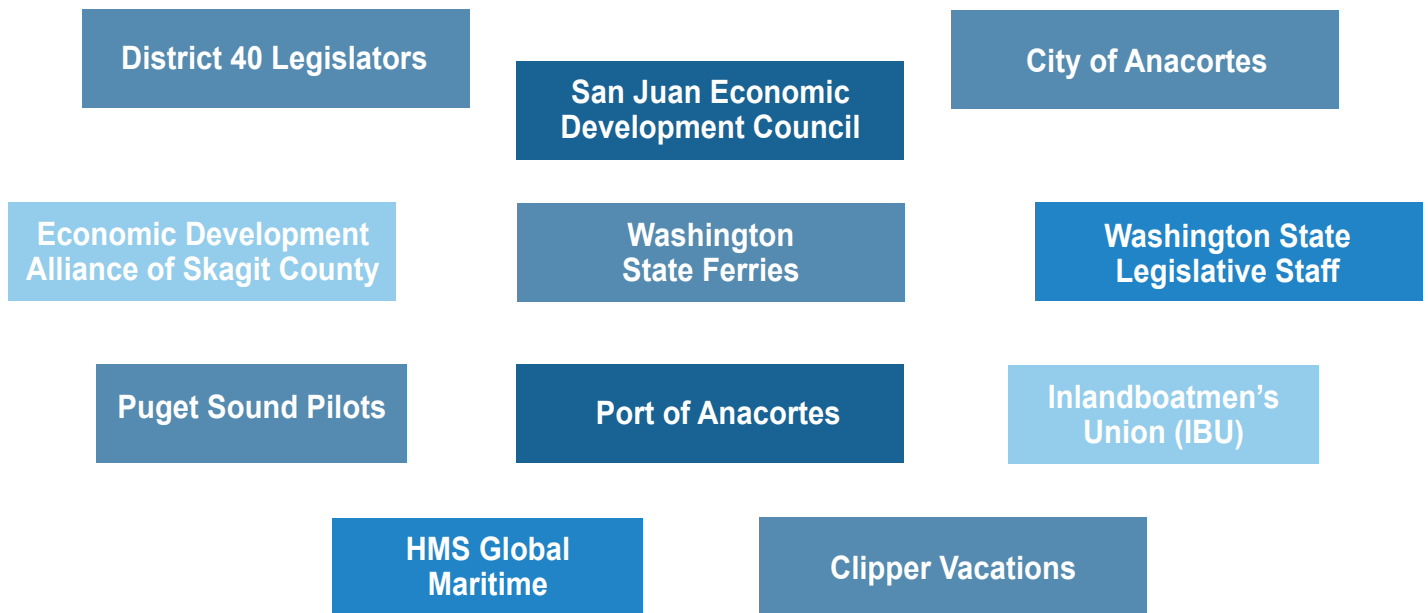 District 40 Legislators
San Juan Economic
Development Council
City of Anacortes
Economic Development
Alliance of Skagit County
Washington
State Ferries
Washington State
Legislative Staff
Puget Sound Pilots
Port of Anacortes
Inlandboatmen’s
Union (IBU)
HMS Global
Maritime
Clipper Vacations